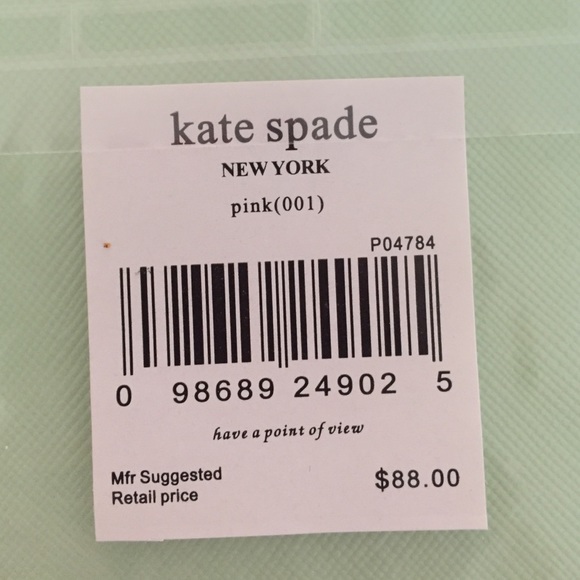 kate spade
NEW YORK
pink(001)
P04784
0 98689 24902 5
have a point of view
Mfr Suggested
Retail price
$88.00